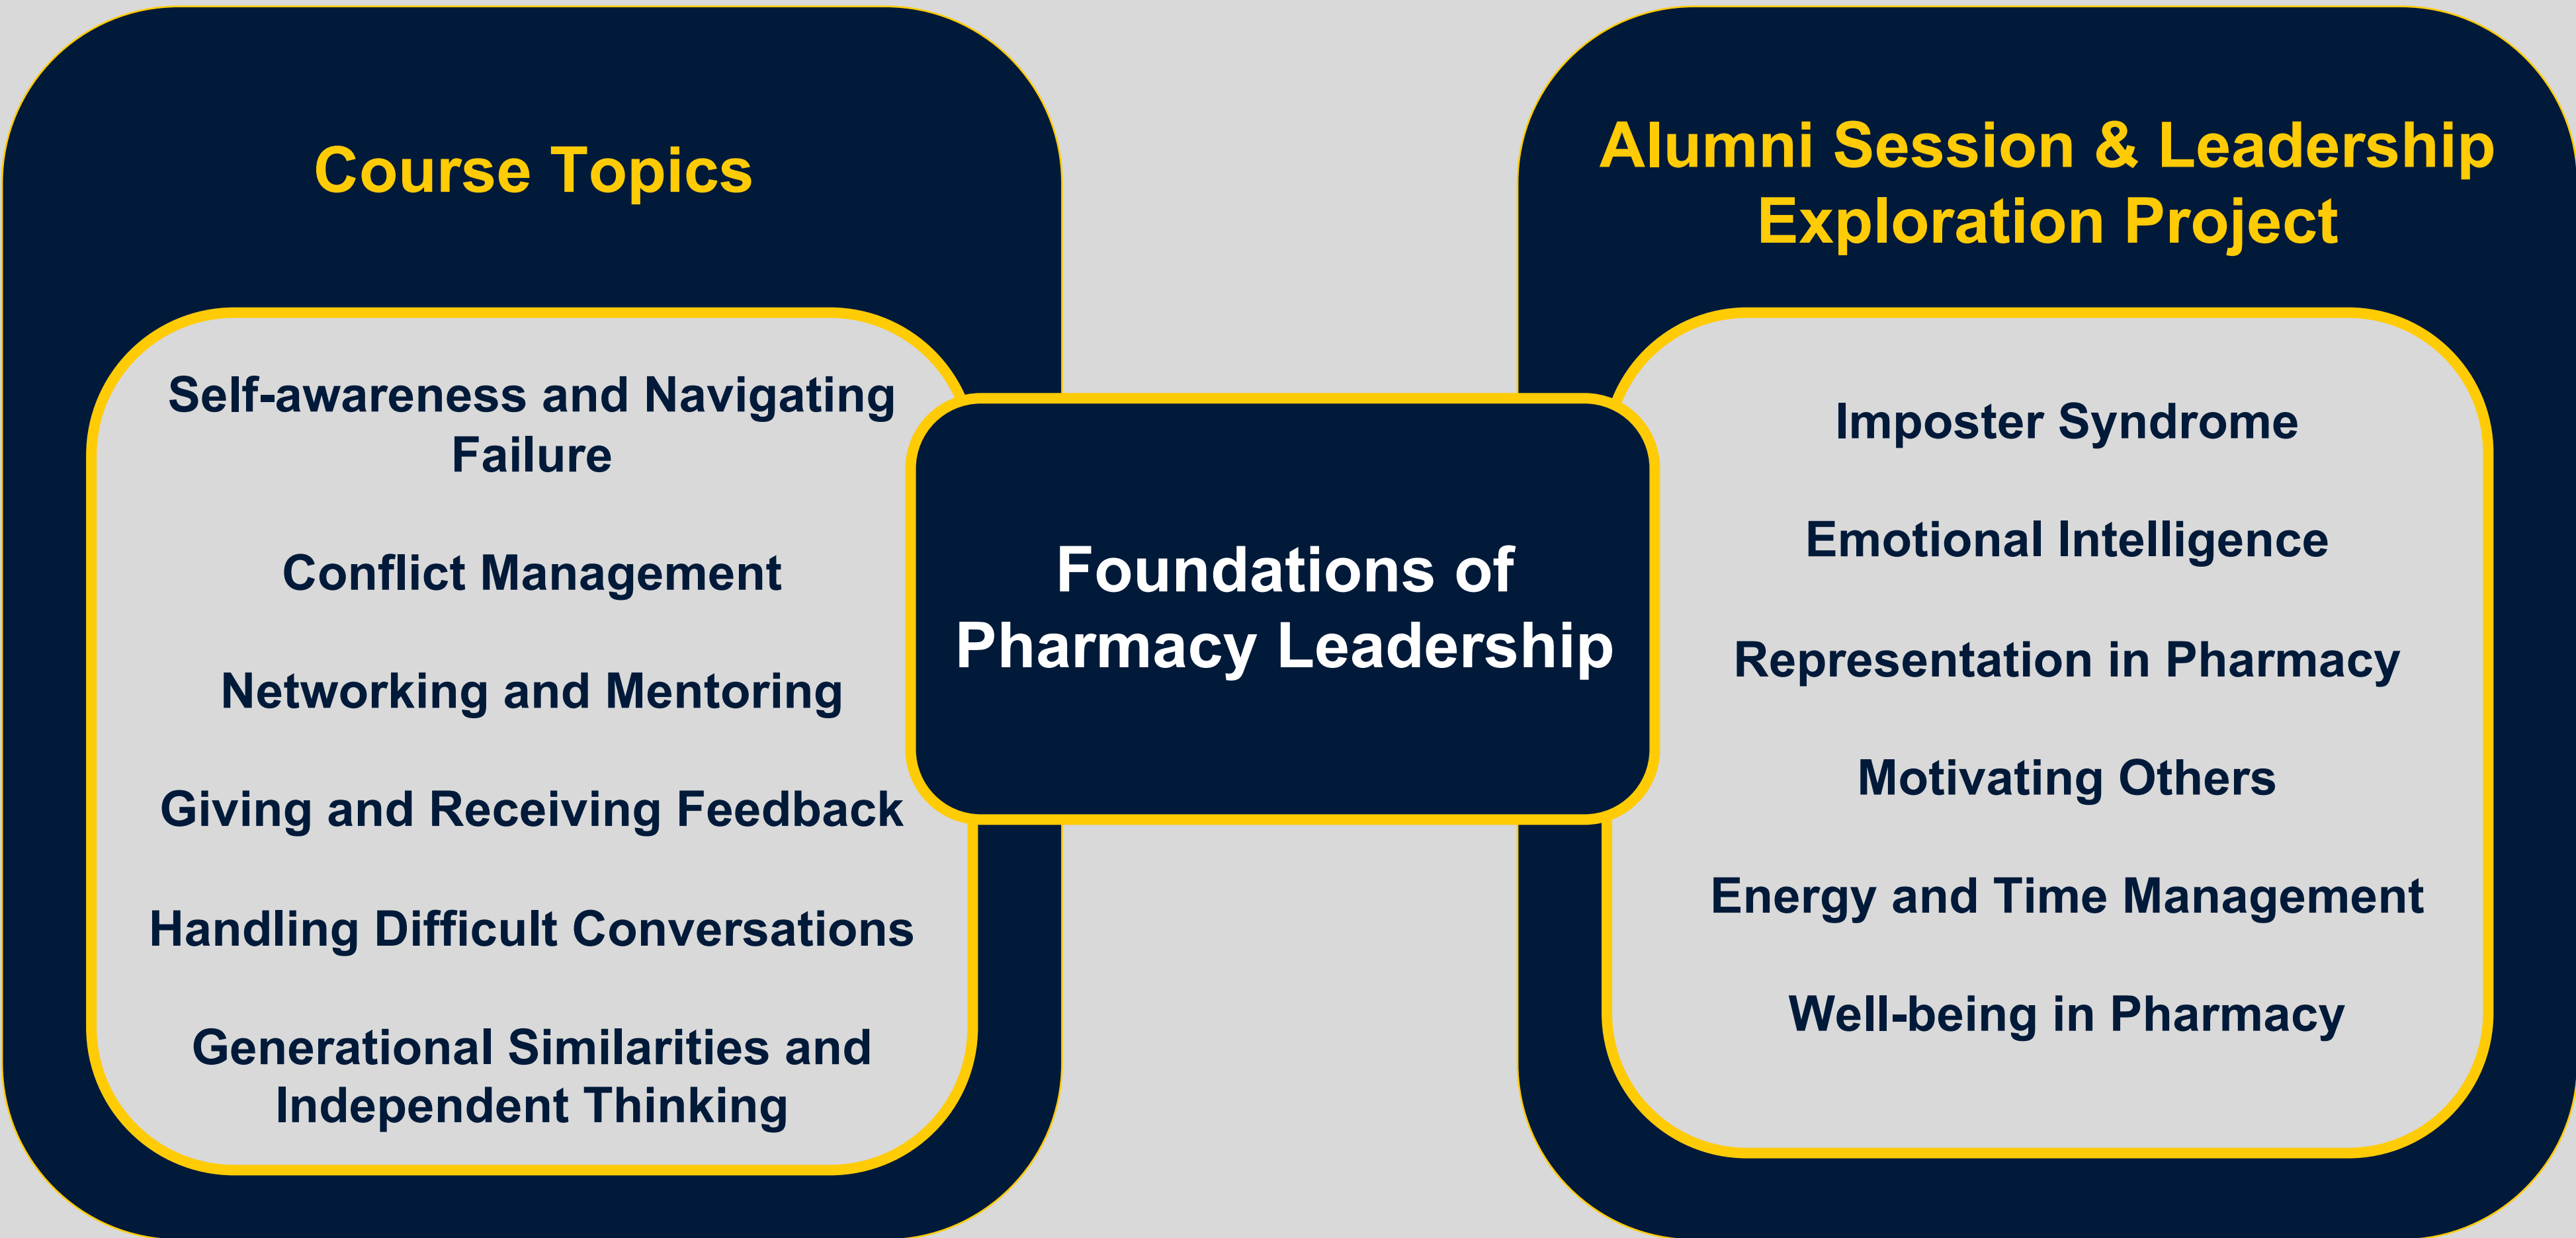 Course Topics
Self-awareness and Navigating
Failure
Conflict Management
Networking and Mentoring
Giving and Receiving Feedback
Handling Difficult Conversations
Generational Similarities and
Independent Thinking
Foundations of
Pharmacy Leadership
Alumni Session & Leadership
Exploration Project
Imposter Syndrome
Emotional Intelligence
Representation in Pharmacy
Motivating Others
Energy and Time Management
Well-being in Pharmacy